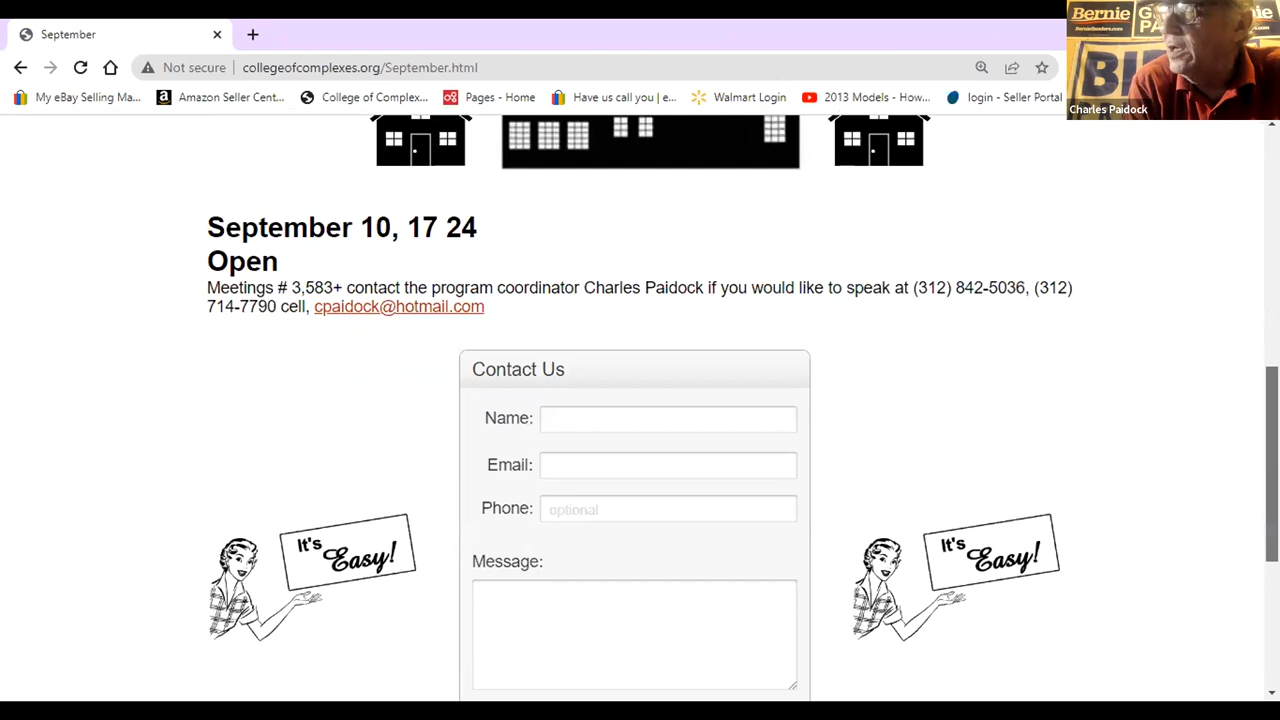 September
Not secure
collegeofcomplexes.org/September.html
My eBay Selling Ma...
Amazon Seller Cent...
College of Complex...
Pages - Home
Have us call you | e...
Walmart Login
2013 Models - How...
login - Seller Portal
Bernie
BernieSanders.com
Charles Paidock
September 10, 17 24
Open
Meetings # 3,583+ contact the program coordinator Charles Paidock if you would like to speak at (312) 842-5036, (312)
714-7790 cell, cpaidock@hotmail.com
Contact Us
Name:
Email:
Phone:
optional
Message:
It's Easy!
It's Easy!